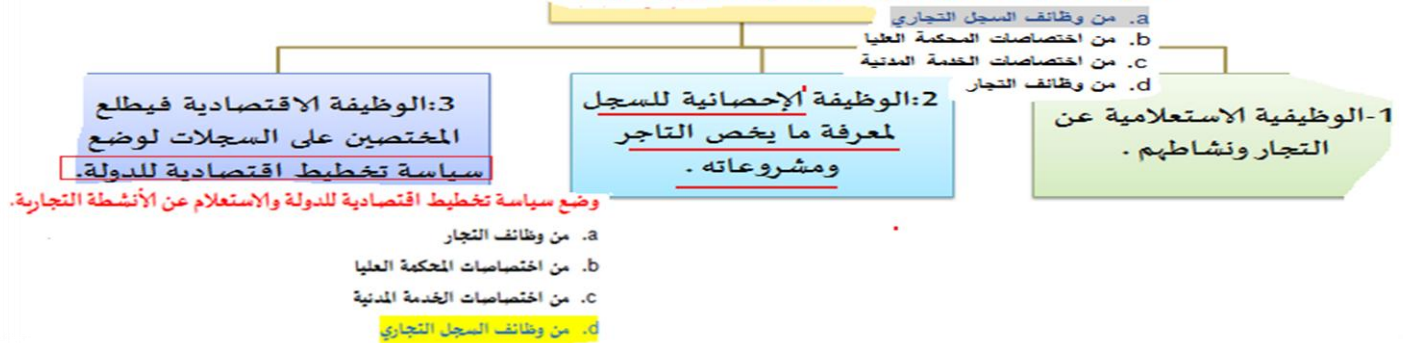 a. من وظائف السجل التجاري
b. من اختصاصات المحكمة العليا
c. من اختصاصات الخدمة المدنية
d. من وظائف التجار
1-الوظيفية الاستعلامية عن
التجار ونشاطهم .
2:الوظيفة الإحصائية للسجل
لمعرفة ما يخص التاجر
ومشروعاته .
3:الوظيفة الاقتصادية فيطلع
المختصين على السجلات لوضع
سياسة تخطيط اقتصادية للدولة.
وضع سياسة تخطيط اقتصادية للدولة والاستعلام عن الأنشطة التجارية.
a. من وظائف التجار
b. من اختصاصات المحكمة العليا
c. من اختصاصات الخدمة المدنية
d. من وظائف السجل التجاري